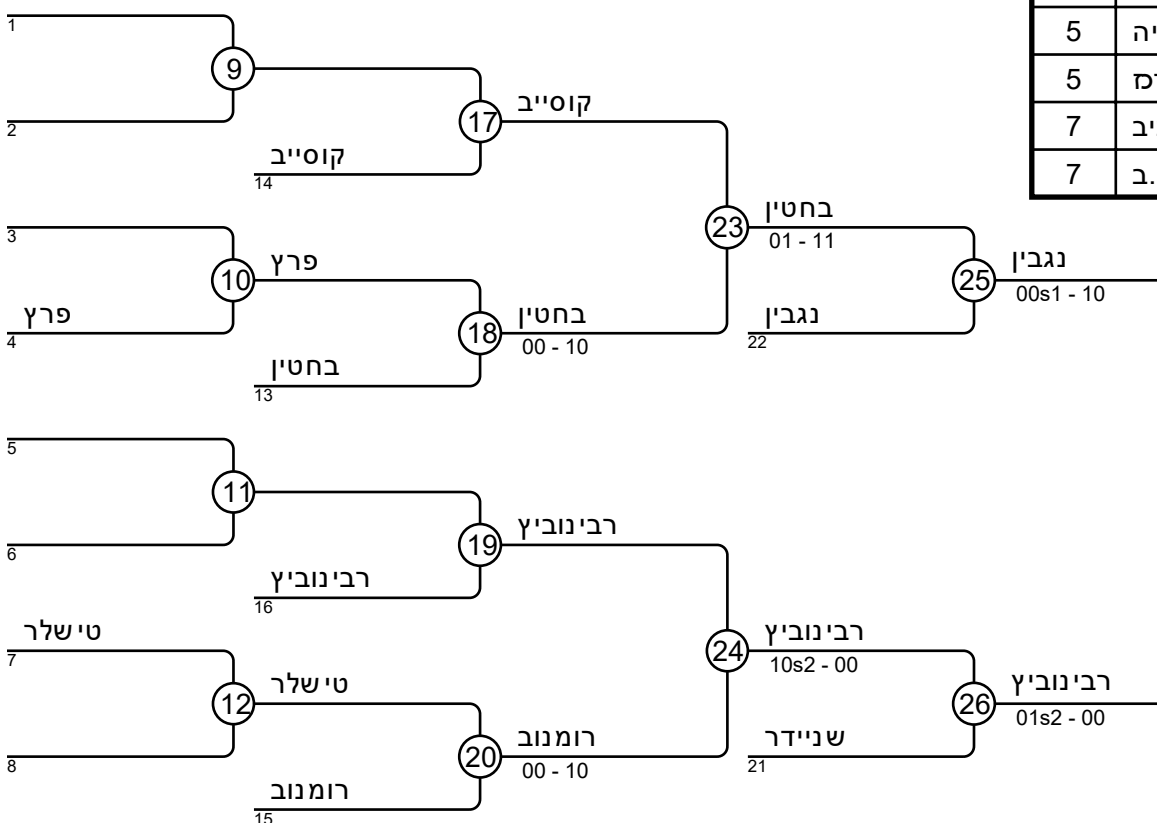 1
9
2
17
קוסייב
קוסייב
14
3
10
פרץ
פרץ
4
18
בחטין
00 - 10
בחטין
13
23
בחטין
01 - 11
נגבין
22
25
נגבין
00s1 - 10
5
11
6
19
רבינוביץ
רבינוביץ
16
טישלר
7
12
טישלר
8
20
רומנוב
00 - 10
רומנוב
15
24
רבינוביץ
10s2 - 00
שניידר
21
26
רבינוביץ
01s2 - 00
5
5
7
7